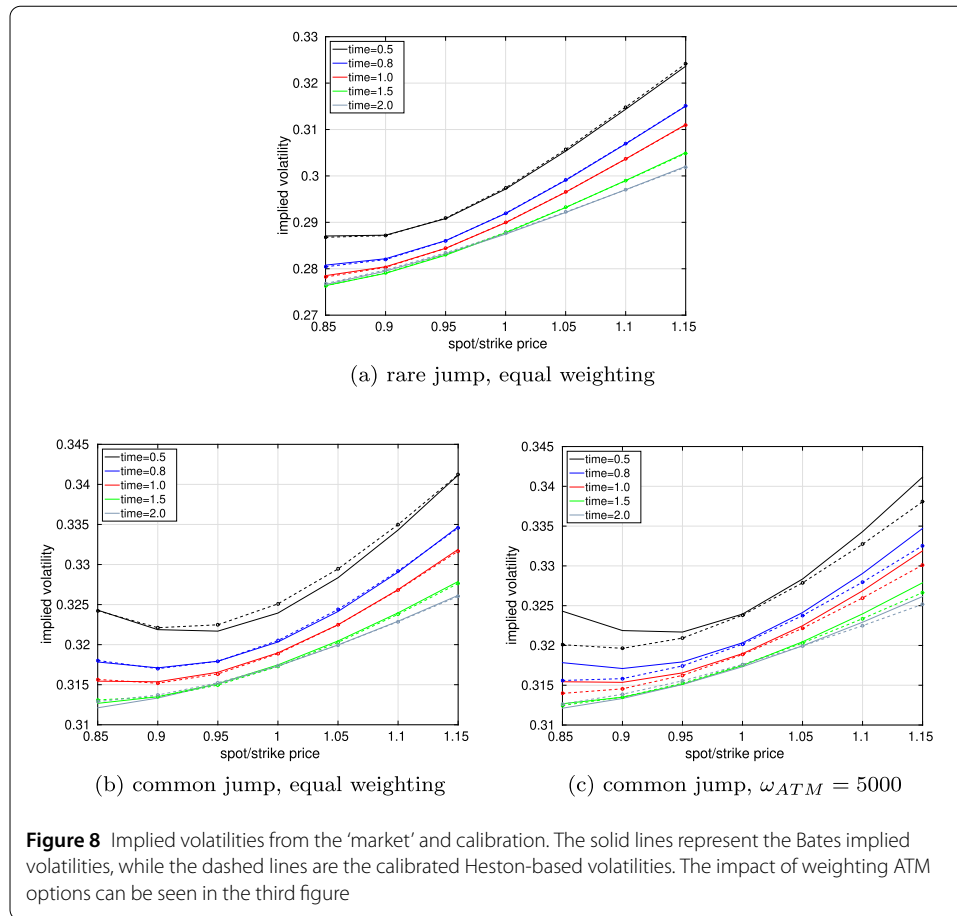 0.33
0.32
0.31
0.3
0.29
0.28
0.27
implied volatility
time=0.5
time=0.8
time=1.0
time=1.5
time=2.0
0.85 0.9 0.95 1 1.05 1.1 1.15
spot/strike price
(a) rare jump, equal weighting
0.345
0.34
0.335
0.33
0.325
0.32
0.315
0.31
implied volatility
time=0.5
time=0.8
time=1.0
time=1.5
time=2.0
0.85 0.9 0.95 1 1.05 1.1 1.15
spot/strike price
(b) common jump, equal weighting
0.345
0.34
0.335
0.33
0.325
0.32
0.315
0.31
implied volatility
time=0.5
time=0.8
time=1.0
time=1.5
time=2.0
0.85 0.9 0.95 1 1.05 1.1 1.15
spot/strike price
(c) common jump, ω_ATM = 5000
Figure 8 Implied volatilities from the ‘market’ and calibration. The solid lines represent the Bates implied
volatilities, while the dashed lines are the calibrated Heston-based volatilities. The impact of weighting ATM
options can be seen in the third figure